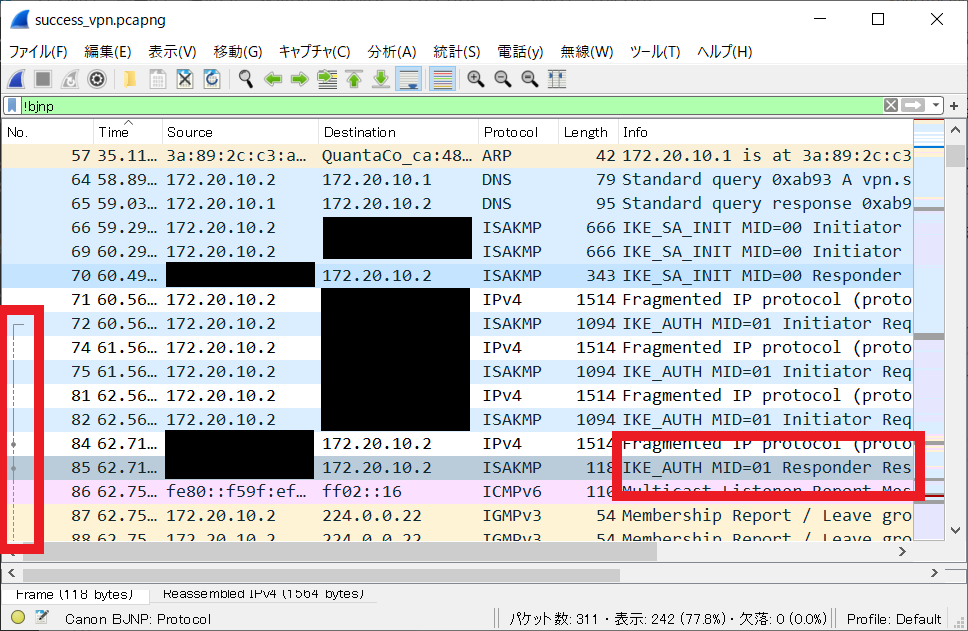 success_vpn.pcapng
ファイル(F) 編集(E) 表示(V) 移動(G) キャプチャ(C) 分析(A) 統計(S) 電話(y) 無線(W) ツール(T) ヘルプ(H)
!bjnp
No. Time Source Destination Protocol Length Info
57 35.11… 3a:89:2c:c3:a… QuantaCo_ca:48… ARP 42 172.20.10.1 is at 3a:89:2c:c3
64 58.89… 172.20.10.2 172.20.10.1 DNS 79 Standard query 0xab93 A vpn.s
65 59.03… 172.20.10.1 172.20.10.2 DNS 95 Standard query response 0xab9
66 59.29… 172.20.10.2 ISAKMP 666 IKE_SA_INIT MID=00 Initiator
69 60.29… 172.20.10.2 ISAKMP 666 IKE_SA_INIT MID=00 Initiator
70 60.49… 172.20.10.2 ISAKMP 343 IKE_SA_INIT MID=00 Responder
71 60.56… 172.20.10.2 IPv4 1514 Fragmented IP protocol (proto
72 60.56… 172.20.10.2 ISAKMP 1094 IKE_AUTH MID=01 Initiator Req
74 61.56… 172.20.10.2 IPv4 1514 Fragmented IP protocol (proto
75 61.56… 172.20.10.2 ISAKMP 1094 IKE_AUTH MID=01 Initiator Req
81 62.56… 172.20.10.2 IPv4 1514 Fragmented IP protocol (proto
82 62.56… 172.20.10.2 ISAKMP 1094 IKE_AUTH MID=01 Initiator Req
84 62.71… 172.20.10.2 IPv4 1514 Fragmented IP protocol (proto
85 62.71… 172.20.10.2 ISAKMP 118 IKE_AUTH MID=01 Responder Res
86 62.75… fe80::f59f:ef… ff02::16 ICMPv6 110 Multicast Listener Report Mes
87 62.75… 172.20.10.2 224.0.0.22 IGMPv3 54 Membership Report / Leave gro
88 62.75… 172.20.10.2 224.0.0.22 IGMPv3 54 Membership Report / Leave gro
Frame (118 bytes) Reassembled IPv4 (1564 bytes)
Canon BJNP: Protocol パケット数: 311 · 表示: 242 (77.8%) · 欠落: 0 (0.0%) Profile: Default